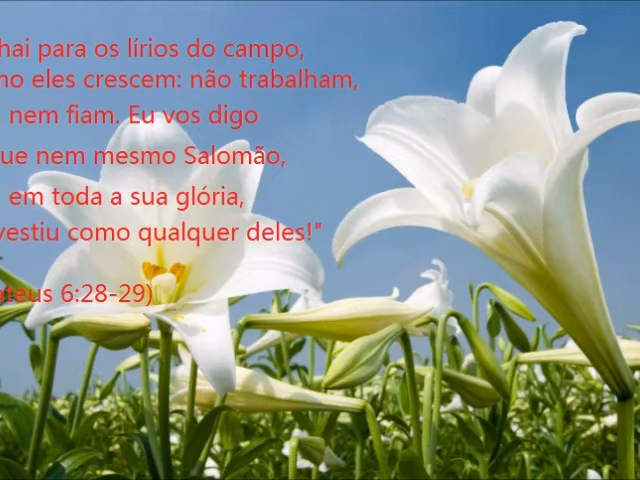 hai para os lírios do campo,
mo eles crescem: não trabalham,
nem fiam. Eu vos digo
ue nem mesmo Salomão,
em toda a sua glória,
vestiu como qualquer deles!"
ateus 6:28-29)